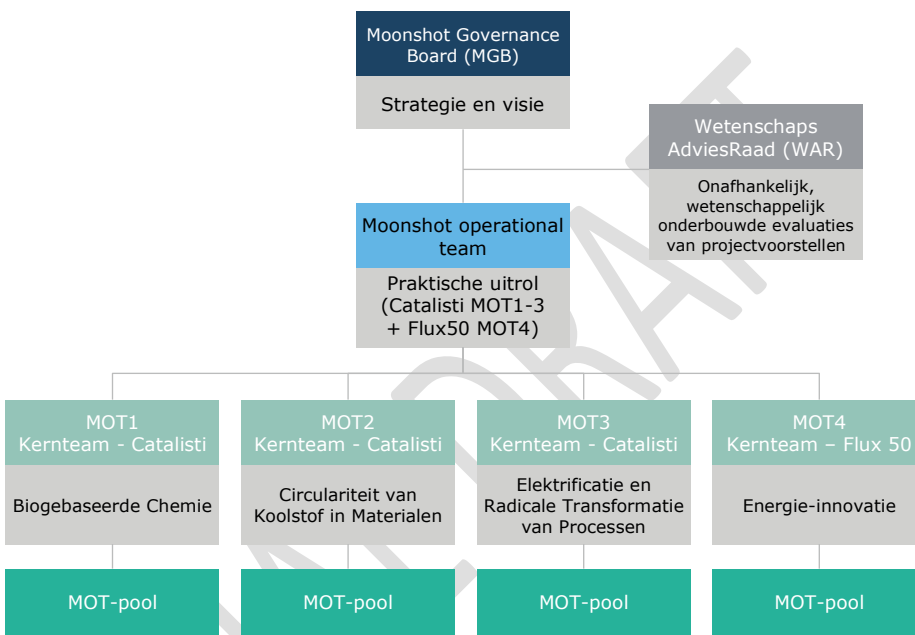 Moonshot Governance
Board (MGB)
Strategie en visie
Wetenschaps
AdviesRaad (WAR)
Onafhankelijk,
wetenschappelijk
onderbouwde evaluaties
van projectvoorstellen
Moonshot operational
team
Praktische uitrol
(Catalisti MOT1-3
+ Flux50 MOT4)
MOT1
Kernteam - Catalisti
Biogebaseerde Chemie
MOT2
Kernteam - Catalisti
Circulariteit van
Koolstof in Materialen
MOT3
Kernteam - Catalisti
Elektrificatie en
Radicale Transformatie
van Processen
MOT4
Kernteam – Flux 50
Energie-innovatie
MOT-pool
MOT-pool
MOT-pool
MOT-pool